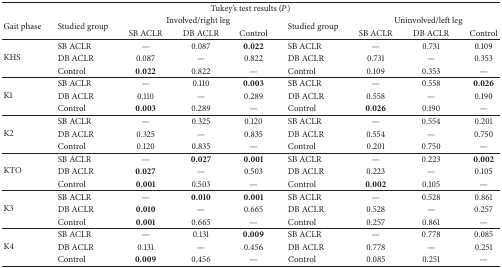 Tukey's test results (P)
Gait phase Studied group Involved/right leg Studied group Uninvolved/left leg
SB ACLR DB ACLR Control SB ACLR DB ACLR Control
KHS SB ACLR — 0.087 0.022 SB ACLR — 0.731 0.109
DB ACLR 0.087 — 0.822 DB ACLR 0.731 — 0.353
Control 0.022 0.822 — Control 0.109 0.353 —
K1 SB ACLR — 0.110 0.003 SB ACLR — 0.558 0.026
DB ACLR 0.110 — 0.289 DB ACLR 0.558 — 0.190
Control 0.003 0.289 — Control 0.026 0.190 —
K2 SB ACLR — 0.325 0.120 SB ACLR — 0.554 0.201
DB ACLR 0.325 — 0.835 DB ACLR 0.554 — 0.750
Control 0.120 0.835 — Control 0.201 0.750 —
KTO SB ACLR — 0.027 0.001 SB ACLR — 0.223 0.002
DB ACLR 0.027 — 0.503 DB ACLR 0.223 — 0.105
Control 0.001 0.503 — Control 0.002 0.105 —
K3 SB ACLR — 0.010 0.001 SB ACLR — 0.528 0.861
DB ACLR 0.010 — 0.665 DB ACLR 0.528 — 0.257
Control 0.001 0.665 — Control 0.257 0.861 —
K4 SB ACLR — 0.131 0.009 SB ACLR — 0.778 0.085
DB ACLR 0.131 — 0.456 DB ACLR 0.778 — 0.251
Control 0.009 0.456 — Control 0.085 0.251 —